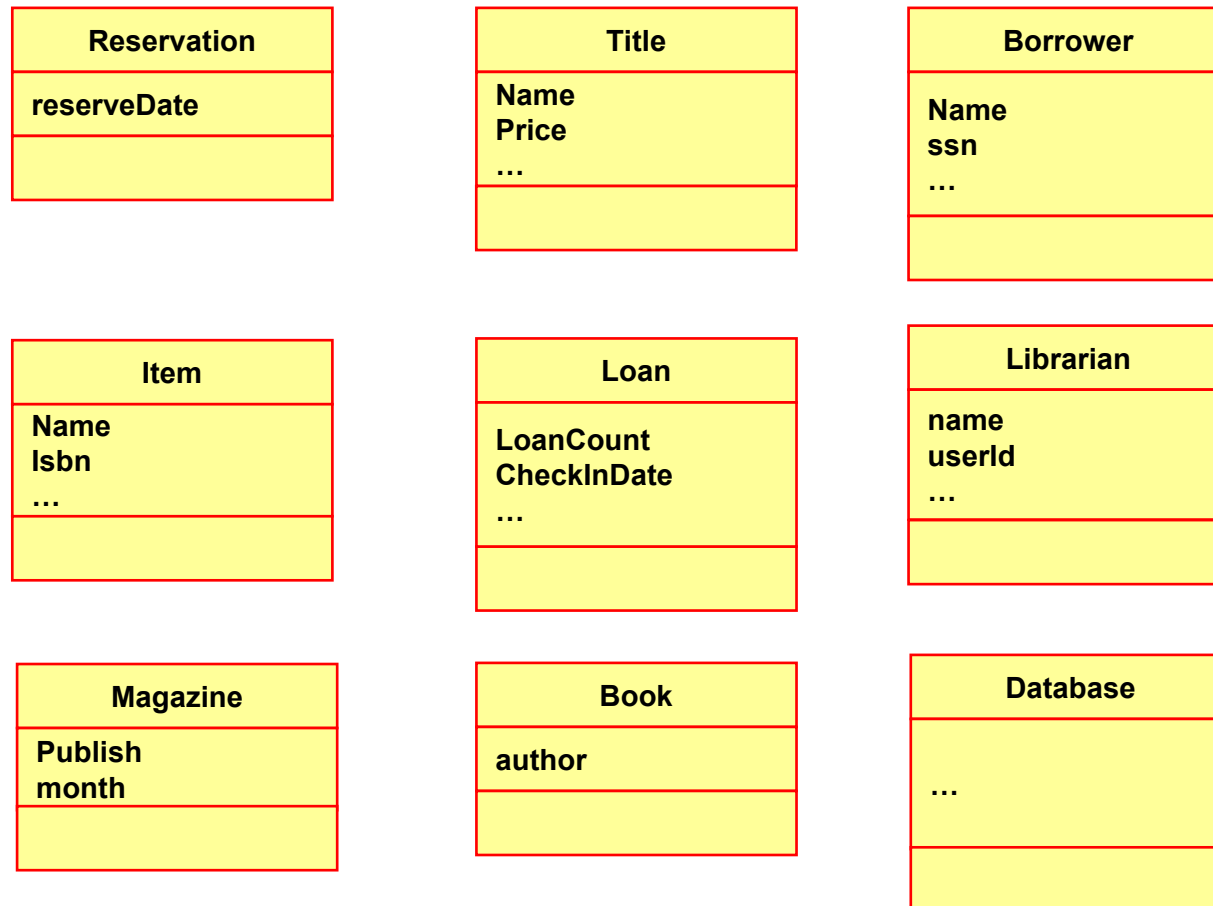 Reservation
reserveDate
Title
Name
Price
…
Borrower
Name
ssn
…
Item
Name
Isbn
…
Loan
LoanCount
CheckInDate
…
Librarian
name
userId
…
Magazine
Publish
month
Book
author
Database
…